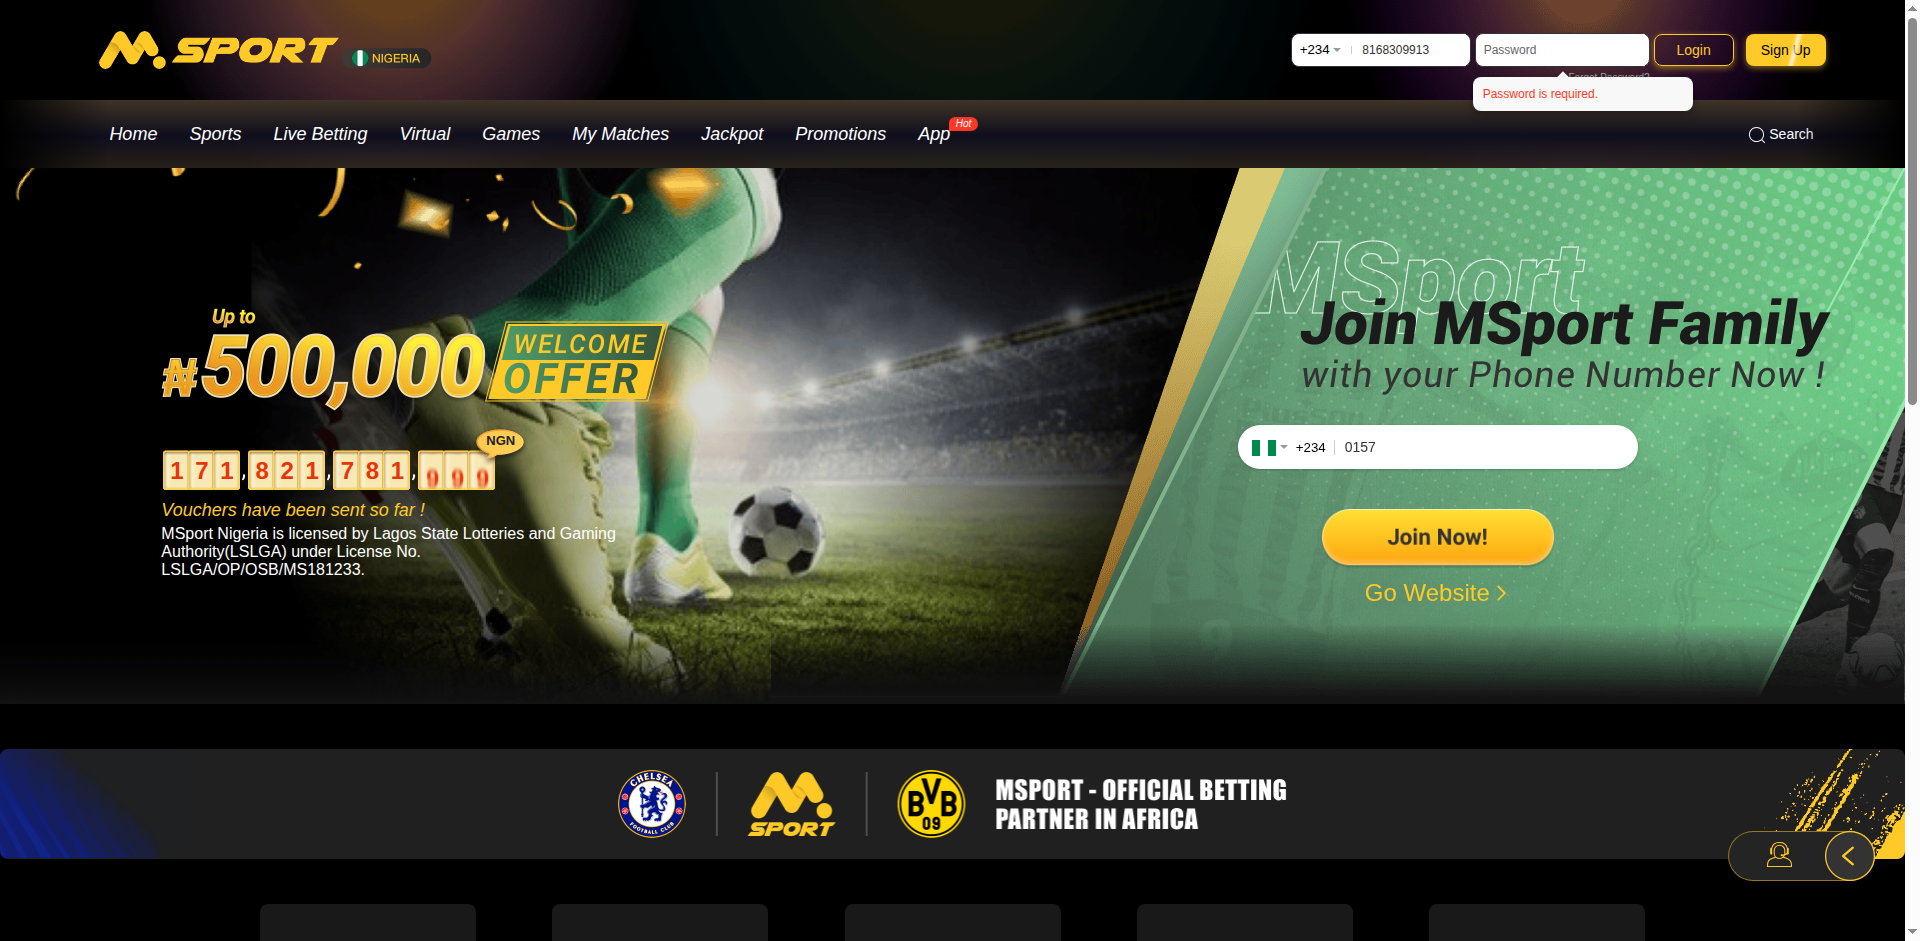 M.SPORT
NIGERIA
+234
8168309913
Password
Login
Sign Up
Forgot Password?
Password is required.
Home
Sports
Live Betting
Virtual
Games
My Matches
Jackpot
Promotions
App
Hot
Search
Up to
₦500,000
WELCOME
OFFER
NGN
171,821,781,
Vouchers have been sent so far !
MSport Nigeria is licensed by Lagos State Lotteries and Gaming
Authority(LSLGA) under License No.
LSLGA/OP/OSB/MS181233.
MSport
Join MSport Family
with your Phone Number Now !
+234
0157
Join Now!
Go Website
CHELSEA
FOOTBALL CLUB
M.
SPORT
BVB
09
MSPORT - OFFICIAL BETTING
PARTNER IN AFRICA